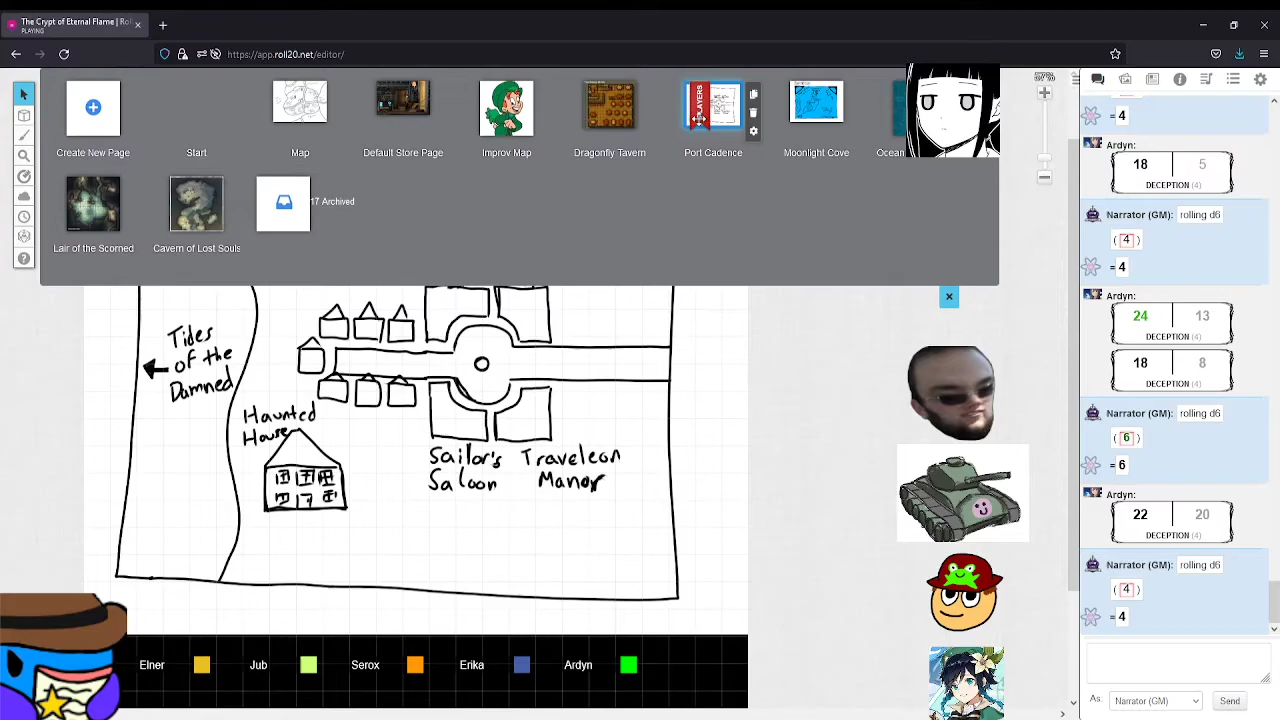 The Crypt of Eternal Flame | Roll
PLAYING
https://app.roll20.net/editor/
Create New Page
Start
Map
Default Store Page
Improv Map
Dragonfly Tavern
PLAYERS
Port Cadence
Moonlight Cove
Ocean
Lair of the Scorned
Cavern of Lost Souls
17 Archived
Tides
of the
Damned
Haunted
House
Sailor's
Saloon
Traveleon
Manor
Elner
Jub
Serox
Erika
Ardyn
= 4
Ardyn:
18 5
DECEPTION (4)
Narrator (GM): rolling d6
( 4 )
= 4
Ardyn:
24 13
DECEPTION (4)
18 8
DECEPTION (4)
Narrator (GM): rolling d6
( 6 )
= 6
Ardyn:
22 20
DECEPTION (4)
Narrator (GM): rolling d6
( 4 )
= 4
As: Narrator (GM) Send